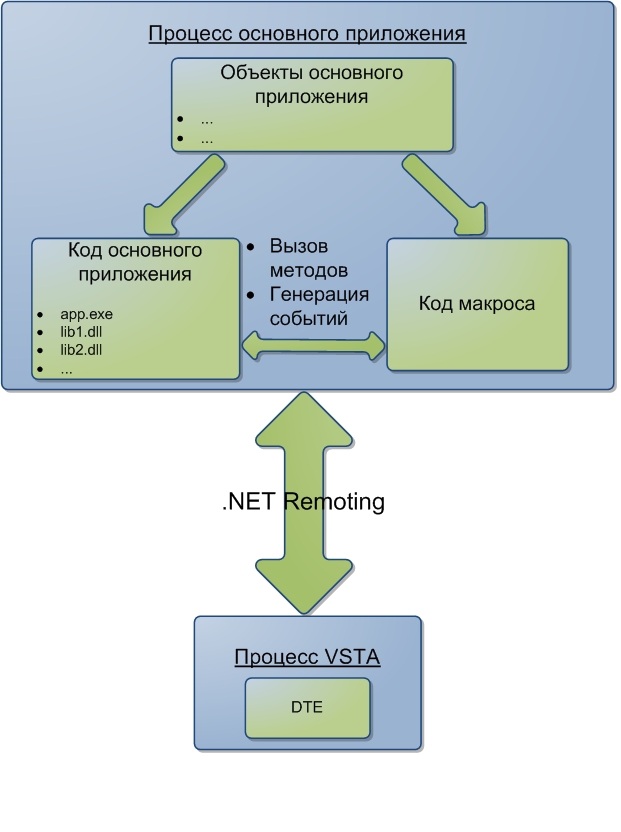 Процесс основного приложения
Объекты основного
приложения
• ...
• ...
Код основного
приложения
• app.exe
• lib1.dll
• lib2.dll
• ...
• Вызов
методов
• Генерация
событий
Код макроса
.NET Remoting
Процесс VSTA
DTE